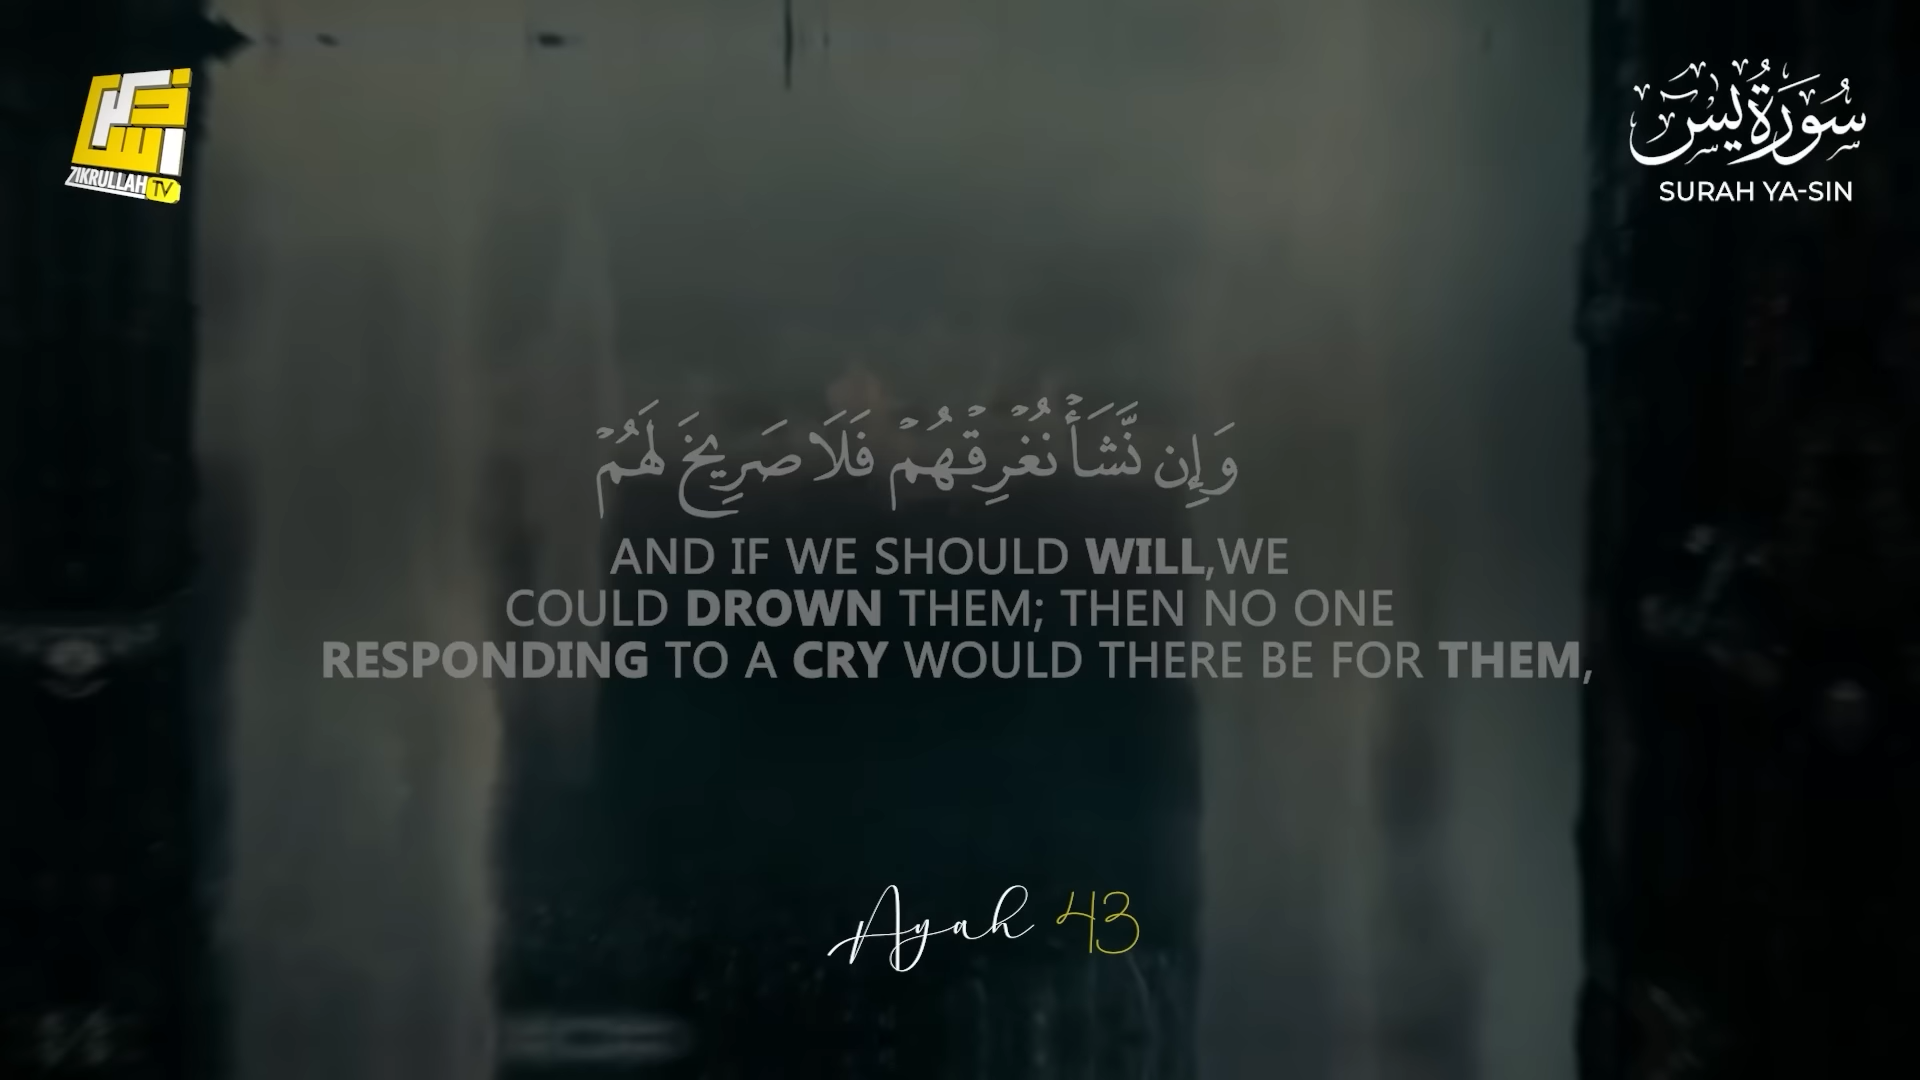 ZIKRULLAH TV
سُورَةُ يس
SURAH YA-SIN
وَإِن نَّشَأْ نُغْرِقْهُمْ فَلَا صَرِيخَ لَهُمْ
AND IF WE SHOULD WILL,WE
COULD DROWN THEM; THEN NO ONE
RESPONDING TO A CRY WOULD THERE BE FOR THEM,
Ayah 43